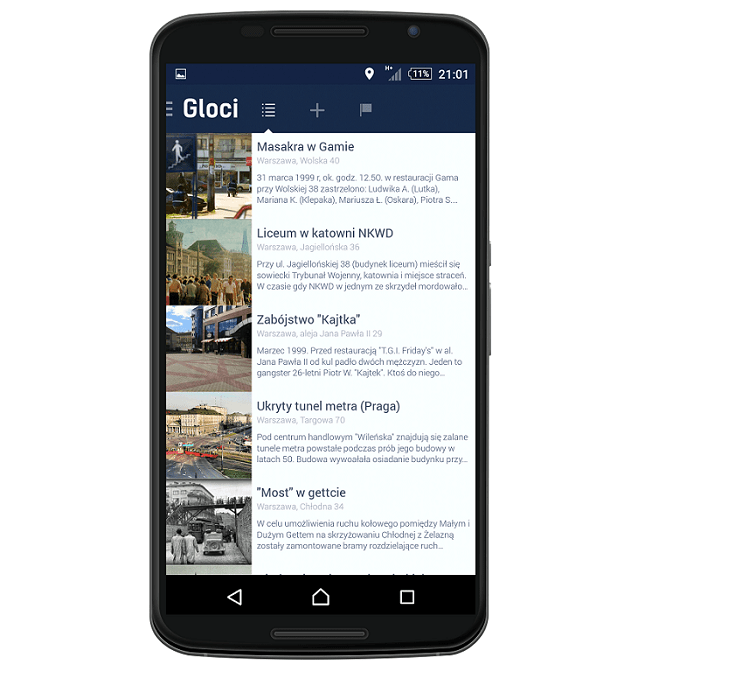 H+ 11% 21:01
Gloci
Masakra w Gamie
Warszawa, Wolska 40
31 marca 1999 r, ok. godz. 12.50. w restauracji Gama
przy Wolskiej 38 zastrzelono: Ludwika A. (Lutka),
Mariana K. (Klepaka), Mariusza Ł. (Oskara), Piotra S....
Liceum w katowni NKWD
Warszawa, Jagiellońska 36
Przy ul. Jagiellońskiej 38 (budynek liceum) mieścił się
sowiecki Trybunał Wojenny, katownia i miejsce straceń.
W czasie gdy NKWD w jednym ze skrzydeł mordowało...
Zabójstwo "Kajtka"
Warszawa, aleja Jana Pawła II 29
Marzec 1999. Przed restauracją "T.G.I. Friday's" w al.
Jana Pawła II od kul padło dwóch mężczyzn. Jeden to
gangster 26-letni Piotr W. "Kajtek". Ktoś do niego...
Ukryty tunel metra (Praga)
Warszawa, Targowa 70
Pod centrum handlowym "Wileńska" znajdują się zalane
tunele metra powstałe podczas prób jego budowy w
latach 50. Budowa wywoałała osiadanie budynku przy...
"Most" w gettcie
Warszawa, Chłodna 34
W celu umożliwienia ruchu kołowego pomiędzy Małym i
Dużym Gettem na skrzyżowaniu Chłodnej z Żelazną
zostały zamontowane bramy rozdzielające ruch...